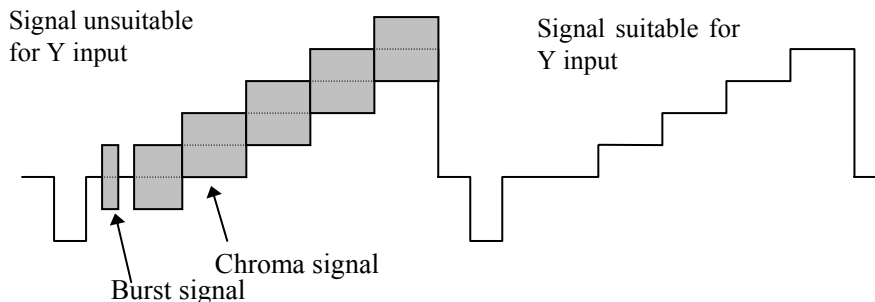 Signal unsuitable
for Y input
Signal suitable for
Y input
Chroma signal
Burst signal